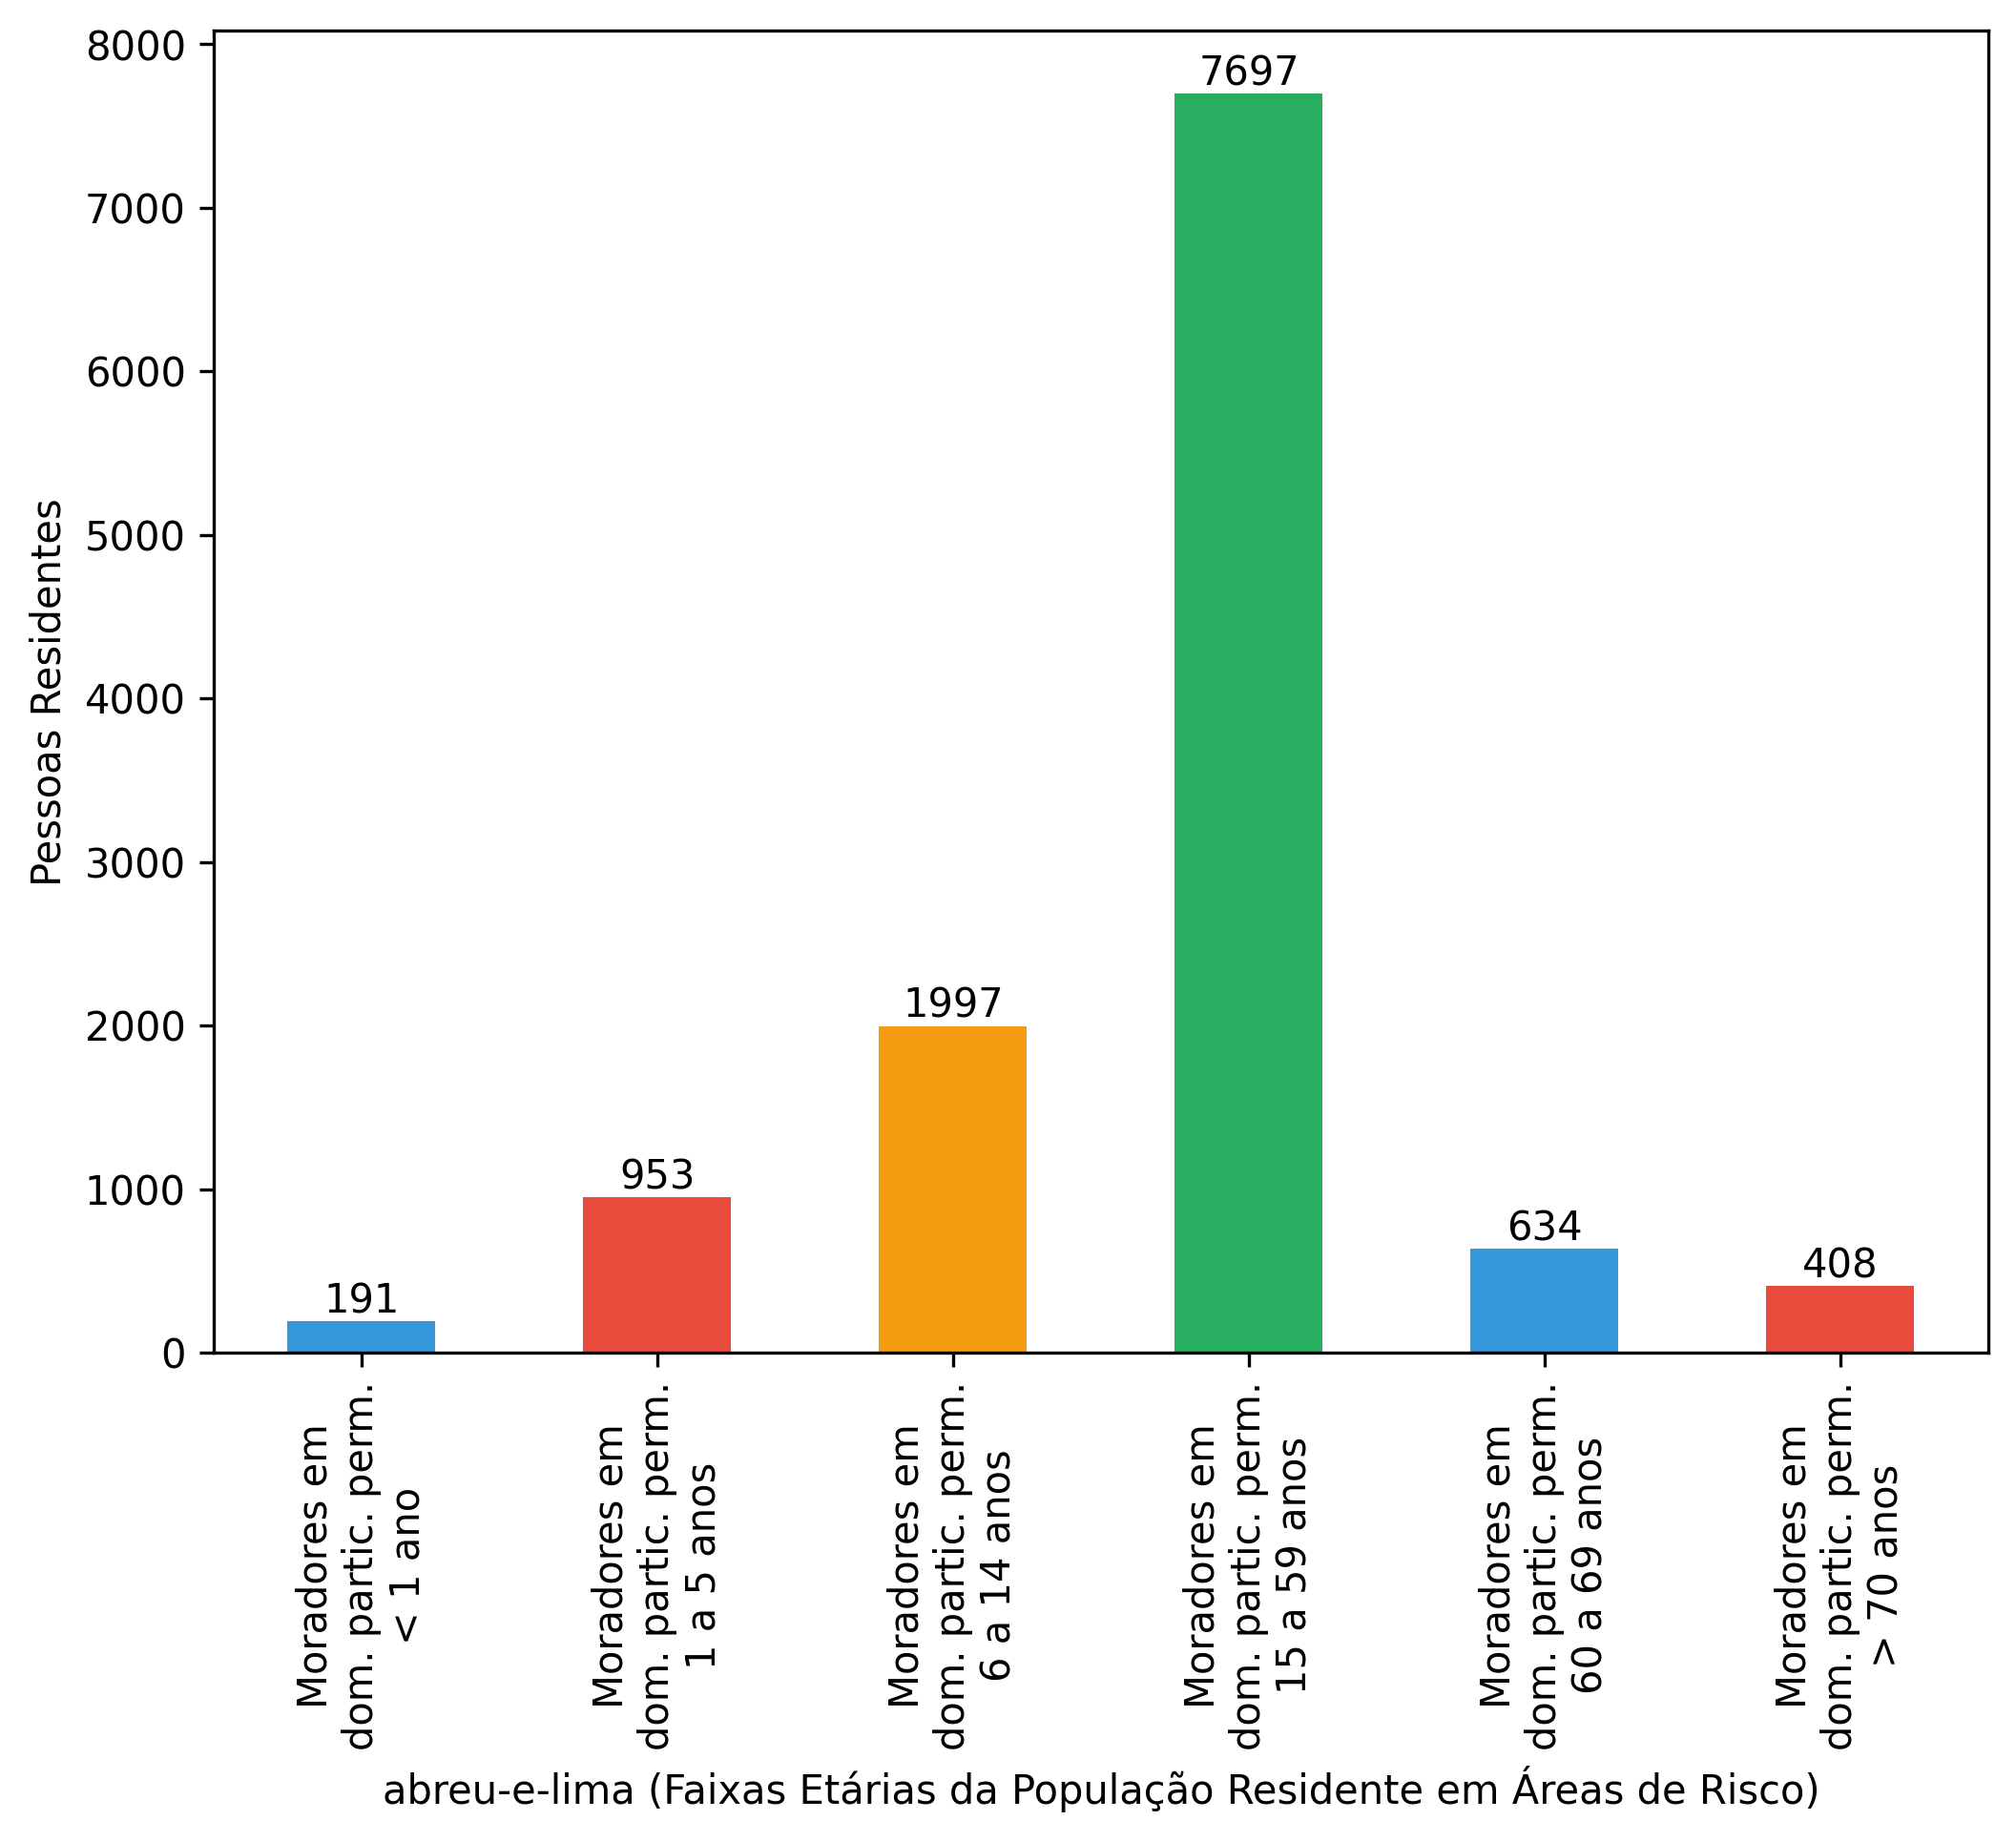 8000
7000
6000
5000
4000
3000
2000
1000
0
Pessoas Residentes
191
953
1997
7697
634
408
Moradores em
dom. partic. perm.
< 1 ano
Moradores em
dom. partic. perm.
1 a 5 anos
Moradores em
dom. partic. perm.
6 a 14 anos
Moradores em
dom. partic. perm.
15 a 59 anos
Moradores em
dom. partic. perm.
60 a 69 anos
Moradores em
dom. partic. perm.
> 70 anos
abreu-e-lima (Faixas Etárias da População Residente em Áreas de Risco)